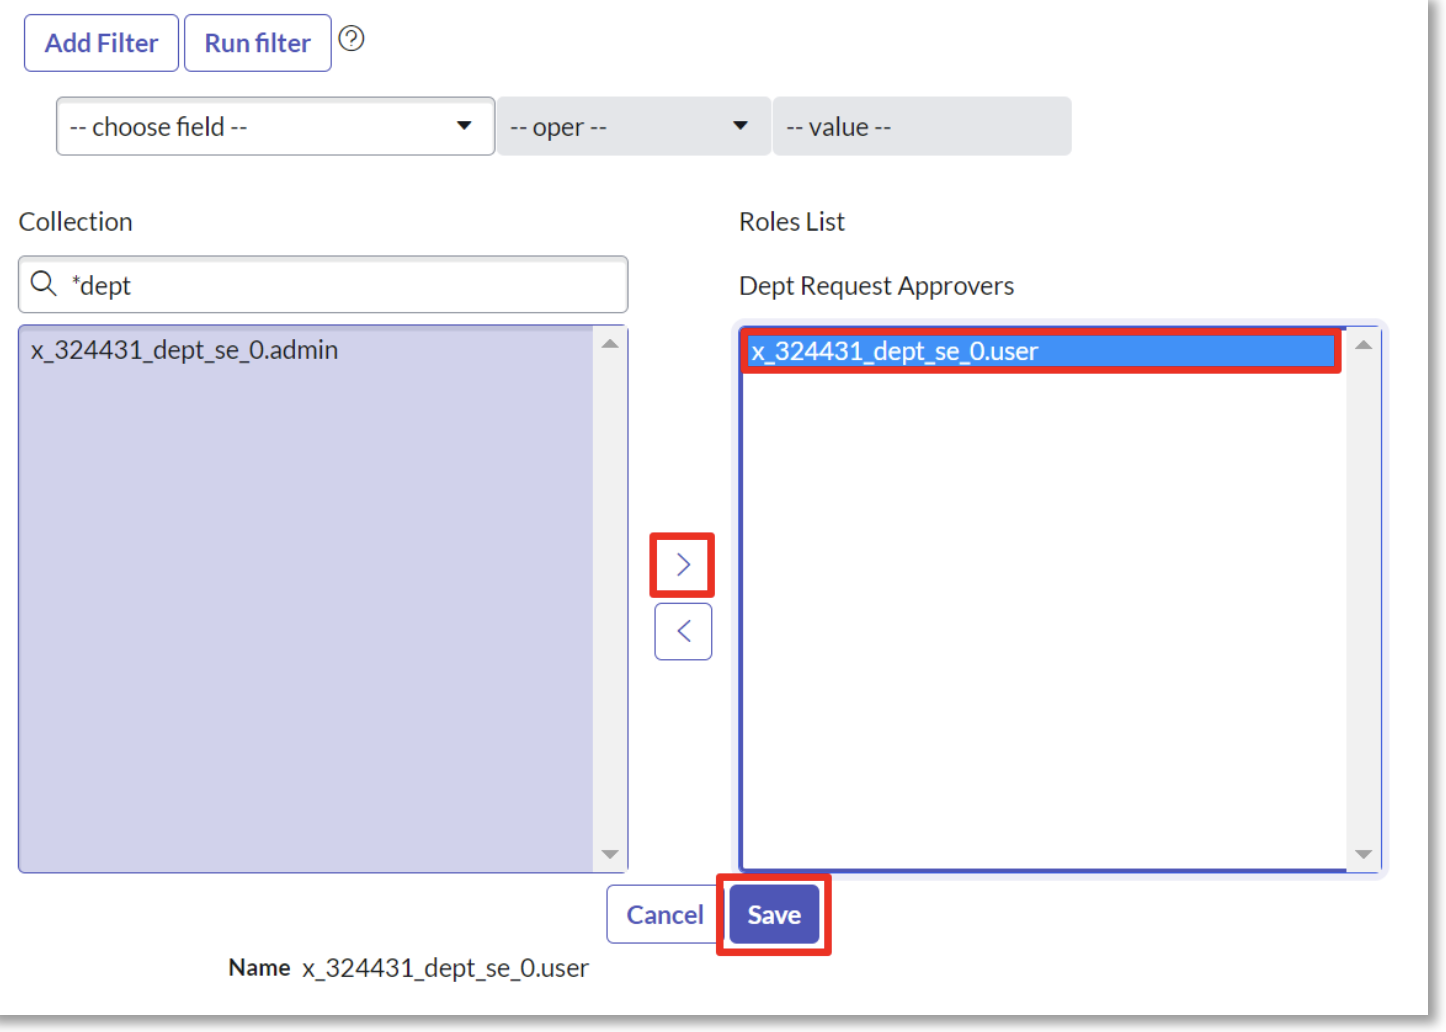 Add Filter Run filter ?
-- choose field -- -- oper -- -- value --
Collection
*dept
x_324431_dept_se_0.admin
Roles List
Dept Request Approvers
x_324431_dept_se_0.user
>
<
Cancel Save
Name x_324431_dept_se_0.user